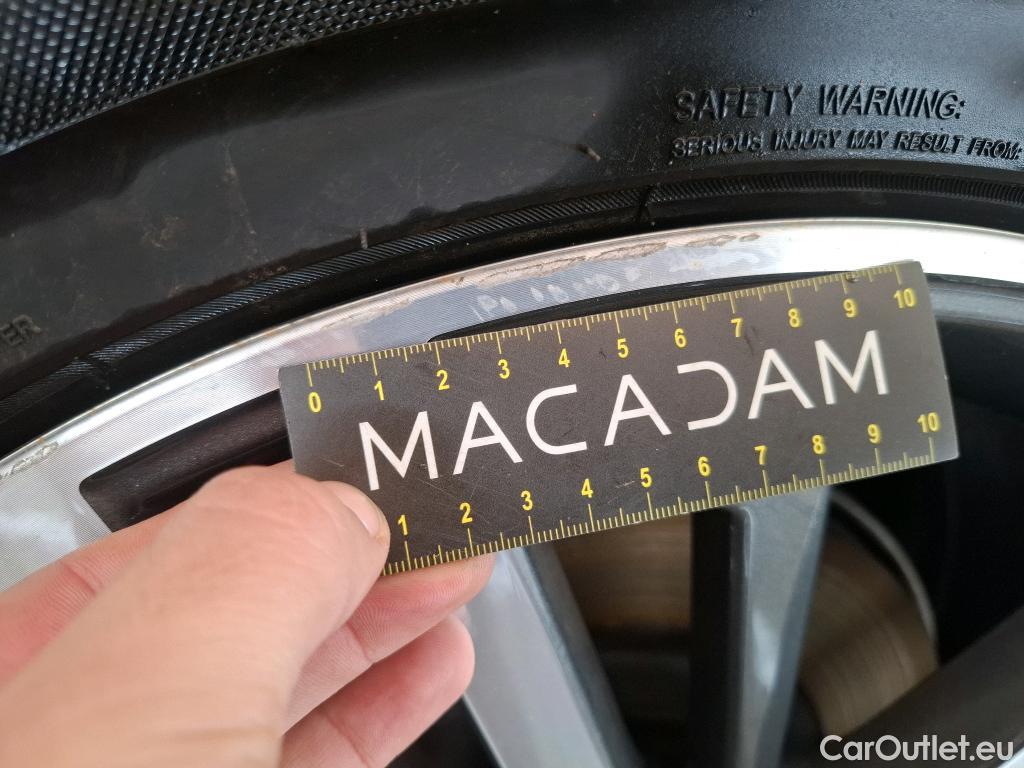 SAFETY WARNING:
SERIOUS INJURY MAY RESULT FROM:
ER
0 1 2 3 4 5 6 7 8 9 10
MACADAM
1 2 3 4 5 6 7 8 9 10
CarOutlet.eu